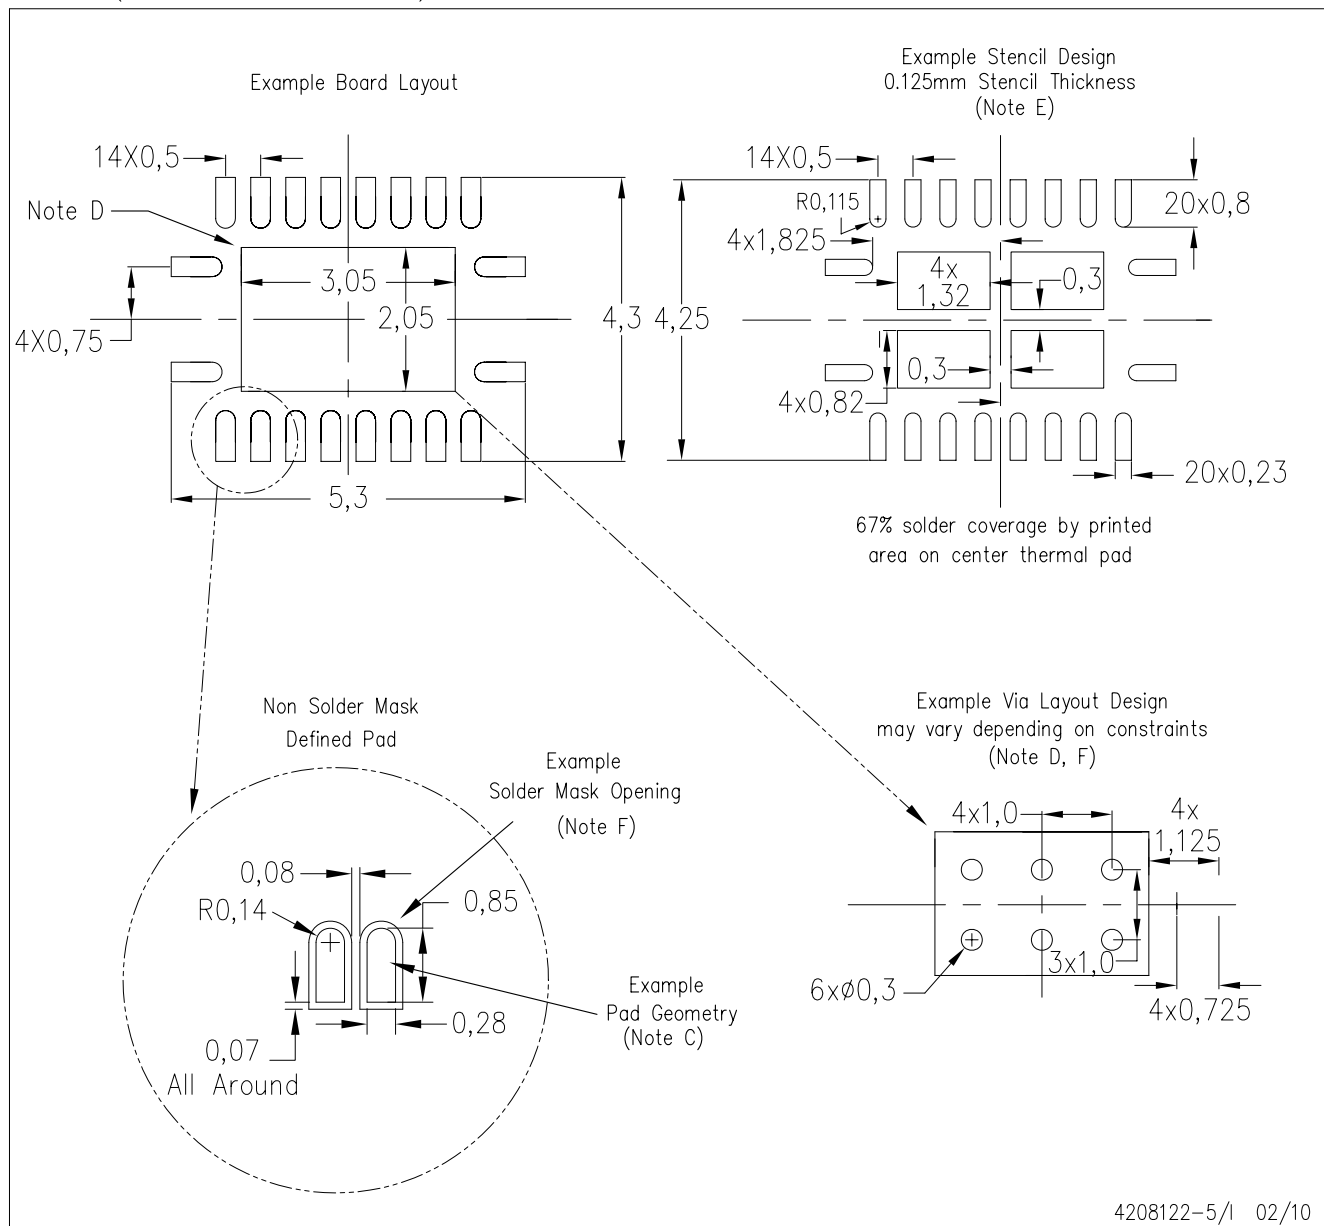 Example Board Layout
14X0,5
Note D
3,05
2,05
4X0,75
4,3
5,3
Example Stencil Design
0.125mm Stencil Thickness
(Note E)
14X0,5
R0,115
20x0,8
4x1,825
4x
1,32
0,3
4,25
0,3
4x0,82
20x0,23
67% solder coverage by printed
area on center thermal pad
Non Solder Mask
Defined Pad
Example
Solder Mask Opening
(Note F)
0,08
R0,14
0,85
Example
Pad Geometry
(Note C)
0,28
0,07
All Around
Example Via Layout Design
may vary depending on constraints
(Note D, F)
4x1,0
4x
1,125
3x1,0
6xø0,3
4x0,725
4208122-5/I 02/10